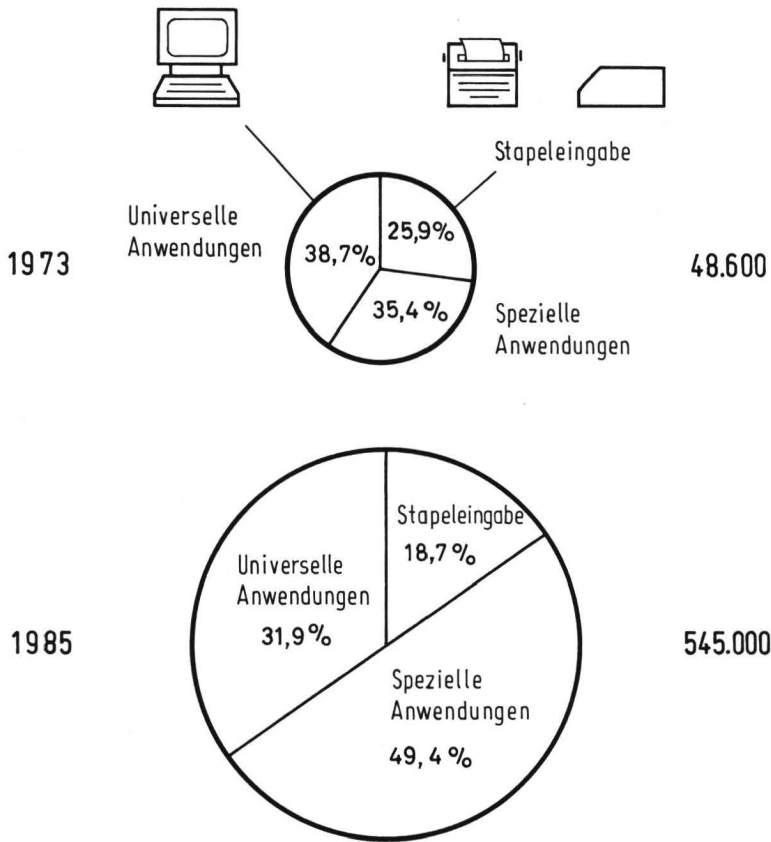 Stapeleingabe
Universelle
Anwendungen
25,9%
38,7%
1973
48.600
35,4 %
Spezielle
Anwendungen
Stapeleingabe
18,7 %
Universelle
Anwendungen
31,9 %
1985
545.000
Spezielle
Anwendungen
49,4 %